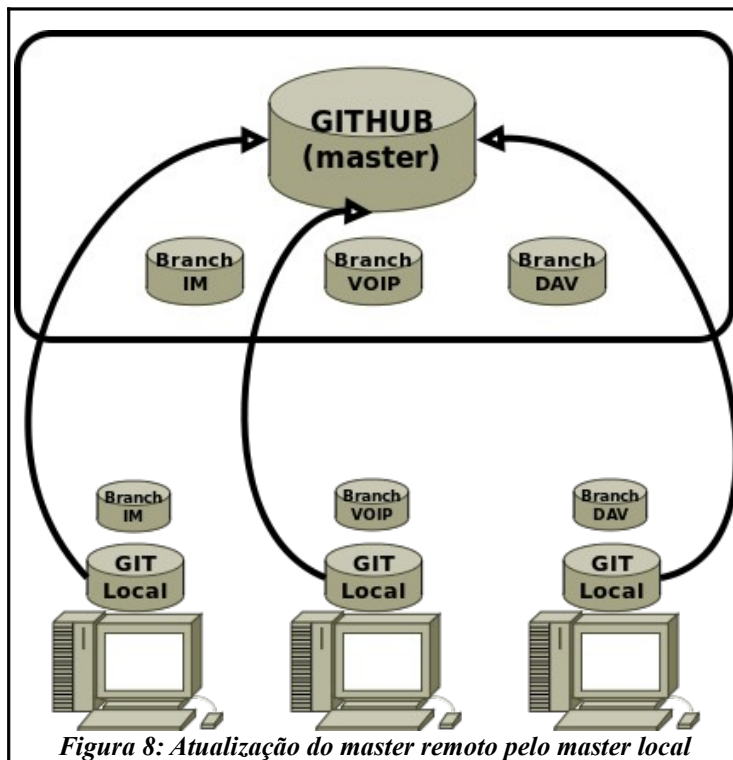 GITHUB
(master)
Branch
IM
Branch
VOIP
Branch
DAV
Branch
IM
Branch
VOIP
Branch
DAV
GIT
Local
GIT
Local
GIT
Local
Figura 8: Atualização do master remoto pelo master local